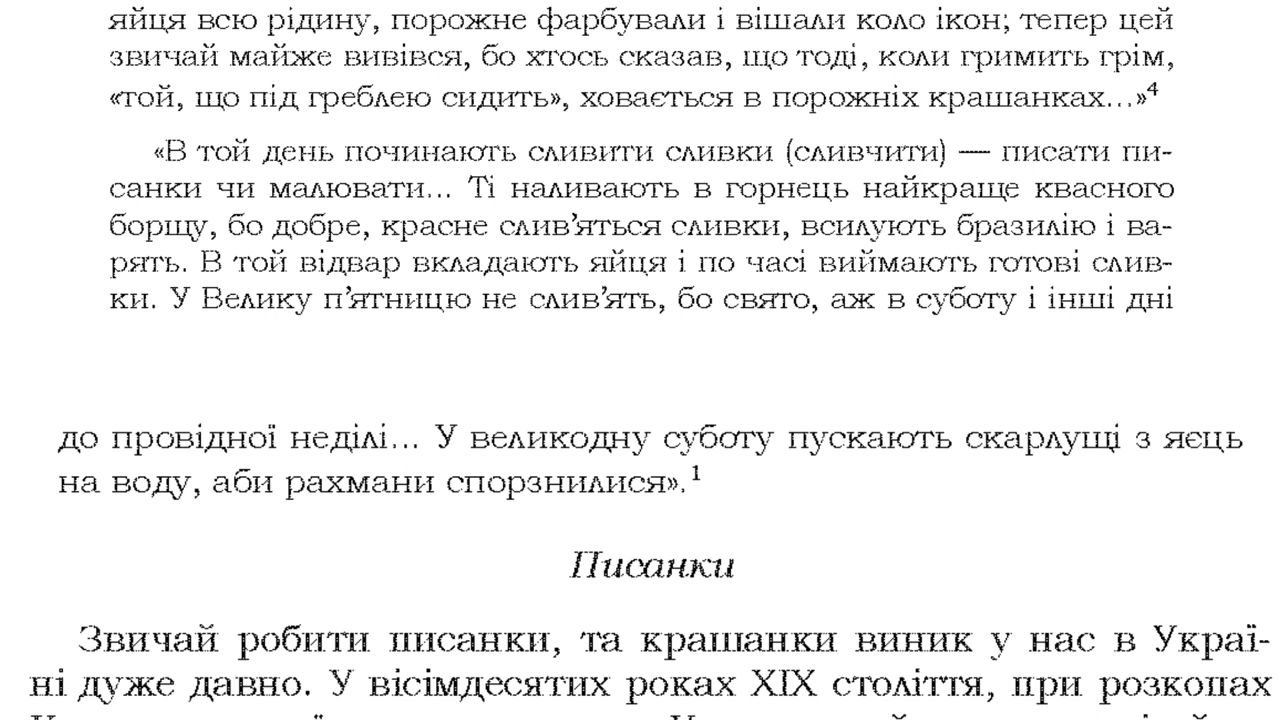 яйця всю рідину, порожне фарбували і вішали коло ікон; тепер цей
звичай майже вивівся, бо хтось сказав, що тоді, коли гримить грім,
«той, що під греблею сидить», ховається в порожніх крашанках...»⁴
«В той день починають сливити сливки (сливчити) — писати пи-
санки чи малювати... Ті наливають в горнець найкраще квасного
борщу, бо добре, красне слив’яться сливки, всилують бразилію і ва-
рять. В той відвар вкладають яйця і по часі виймають готові слив-
ки. У Велику п’ятницю не слив’ять, бо свято, аж в суботу і інші дні
до провідної неділі... У великодну суботу пускають скарлущі з яєць
на воду, аби рахмани спорзнилися».¹
Писанки
Звичай робити писанки, та крашанки виник у нас в Украї-
ні дуже давно. У вісімдесятих роках XIX століття, при розкопах